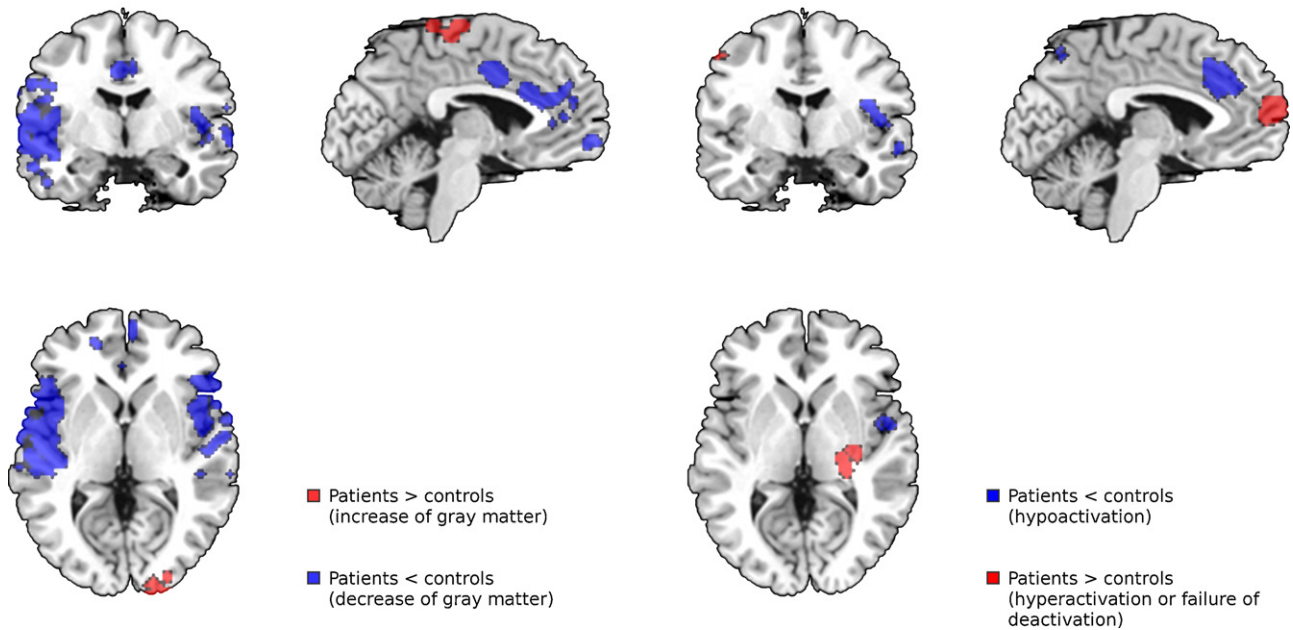 Patients > controls
(increase of gray matter)
Patients < controls
(decrease of gray matter)
Patients < controls
(hypoactivation)
Patients > controls
(hyperactivation or failure of
deactivation)